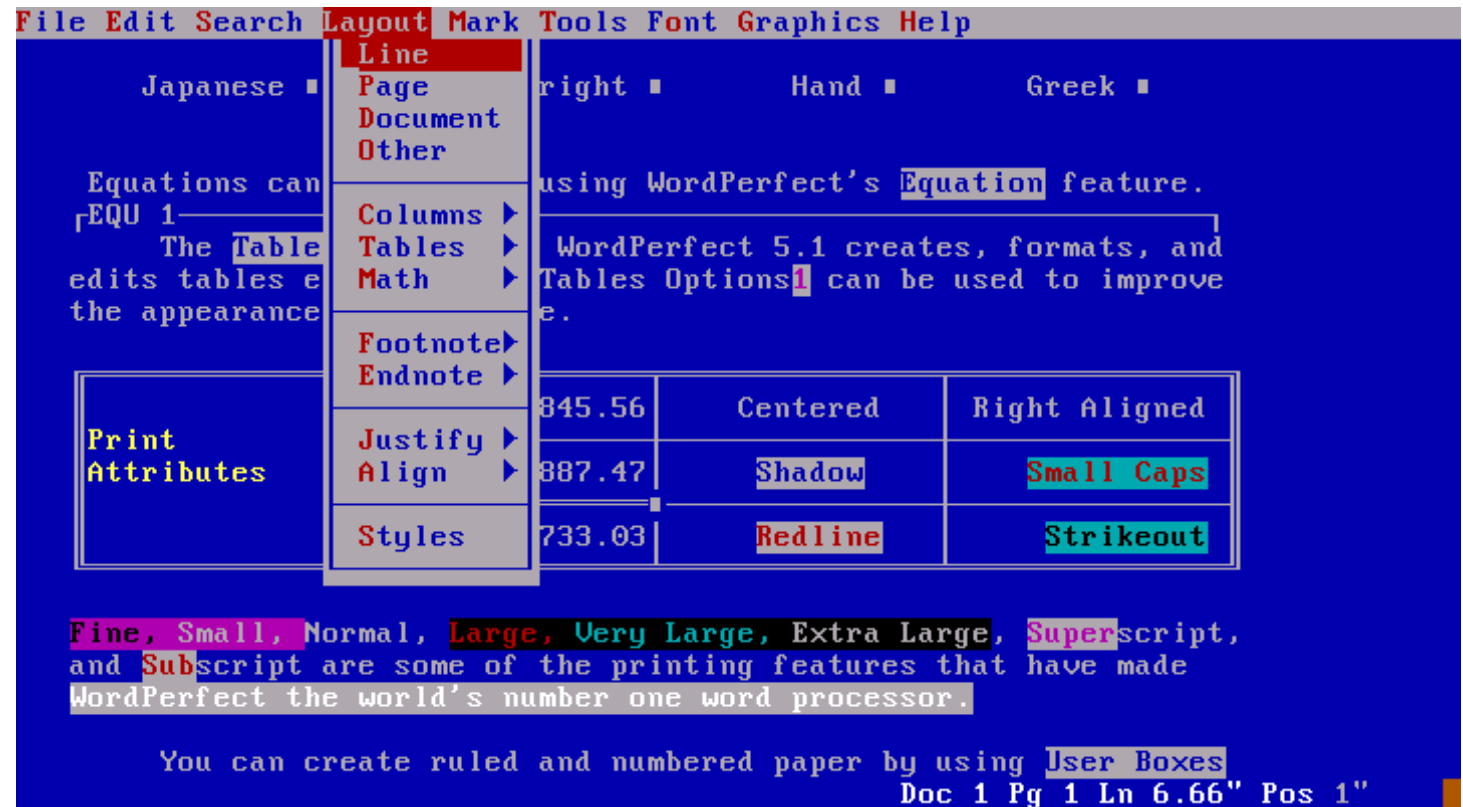 File Edit Search Layout Mark Tools Font Graphics Help
Line
Japanese ▪ Page right ▪ Hand ▪ Greek ▪
Document
Other
Equations can using WordPerfect's Equation feature.
EQU 1 Columns
The Table Tables WordPerfect 5.1 creates, formats, and
edits tables e Math Tables Options1 can be used to improve
the appearance e.
Footnote
Endnote
845.56 Centered Right Aligned
Print Justify
Attributes Align 887.47 Shadow Small Caps
Styles 733.03 Redline Strikeout
Fine, Small, Normal, Large, Very Large, Extra Large, Superscript,
and Subscript are some of the printing features that have made
WordPerfect the world's number one word processor.
You can create ruled and numbered paper by using User Boxes
Doc 1 Pg 1 Ln 6.66" Pos 1"